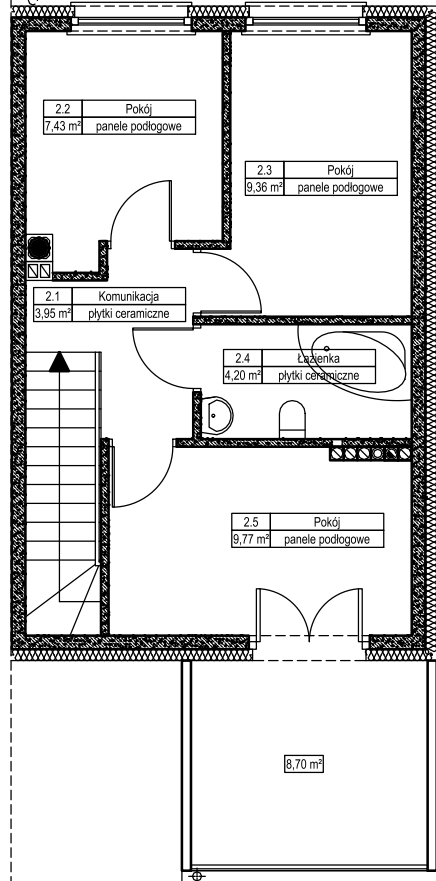 2.2 Pokój
7,43 m² panele podłogowe
2.3 Pokój
9,36 m² panele podłogowe
2.1 Komunikacja
3,95 m² płytki ceramiczne
2.4 Łazienka
4,20 m² płytki ceramiczne
2.5 Pokój
9,77 m² panele podłogowe
8,70 m²